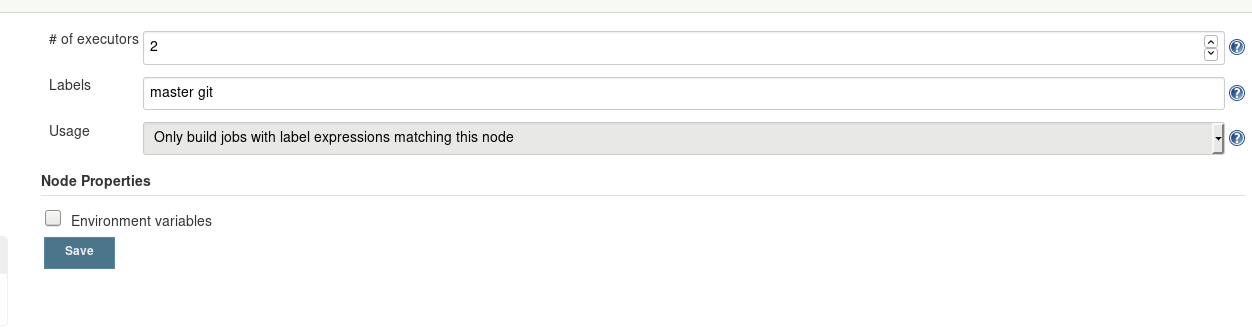 # of executors
2
Labels
master git
Usage
Only build jobs with label expressions matching this node
Node Properties
Environment variables
Save